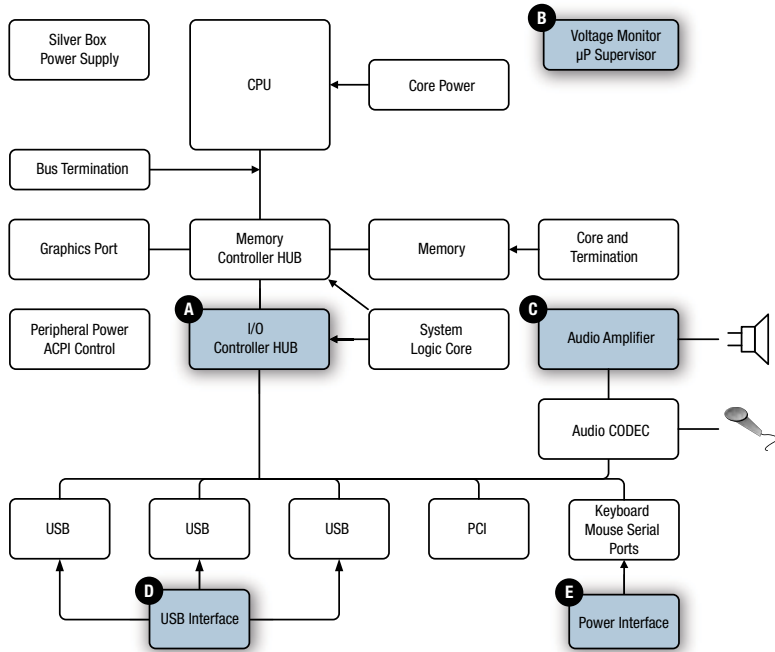 Silver Box
Power Supply
CPU
Core Power
B
Voltage Monitor
µP Supervisor
Bus Termination
Graphics Port
Memory
Controller HUB
Memory
Core and
Termination
Peripheral Power
ACPI Control
A
I/O
Controller HUB
System
Logic Core
C
Audio Amplifier
Audio CODEC
USB
USB
USB
PCI
Keyboard
Mouse Serial
Ports
D
USB Interface
E
Power Interface